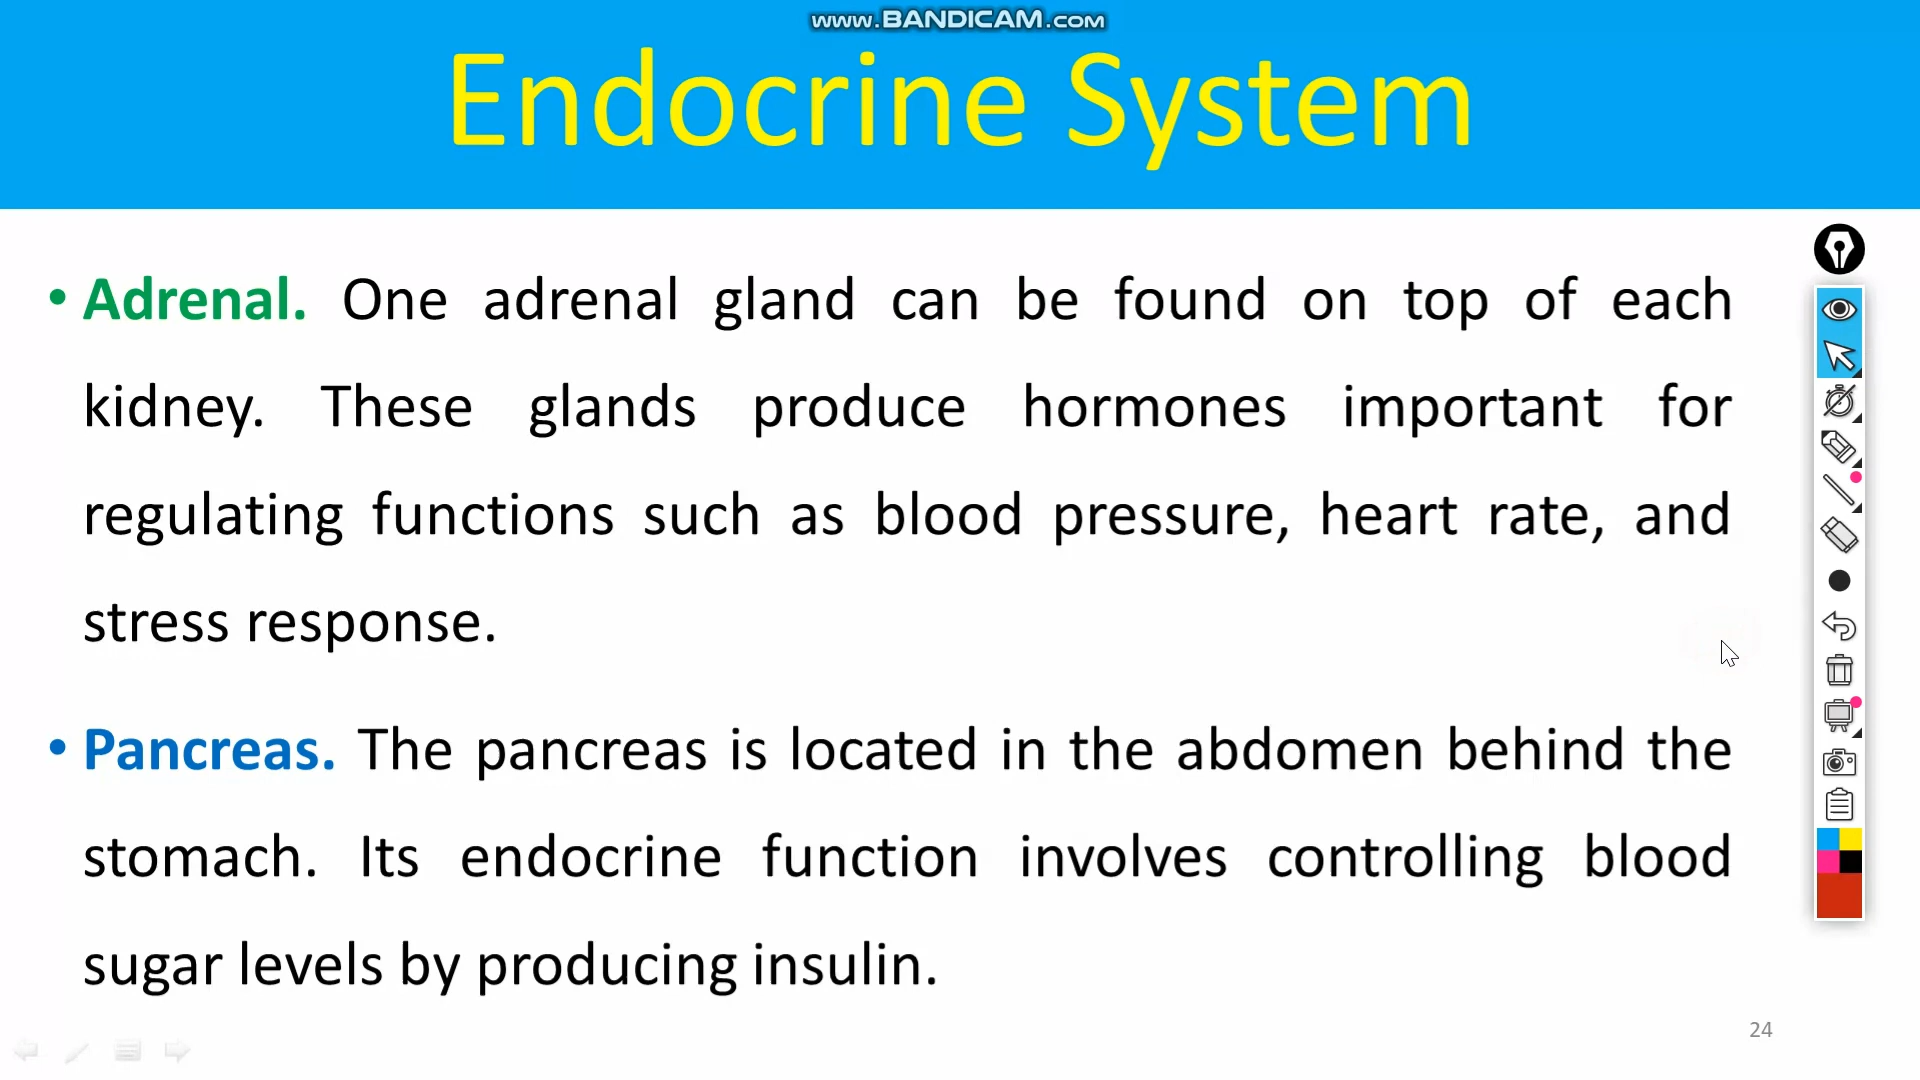 www.BANDICAM.com
Endocrine System
• Adrenal. One adrenal gland can be found on top of each
kidney. These glands produce hormones important for
regulating functions such as blood pressure, heart rate, and
stress response.
• Pancreas. The pancreas is located in the abdomen behind the
stomach. Its endocrine function involves controlling blood
sugar levels by producing insulin.
24